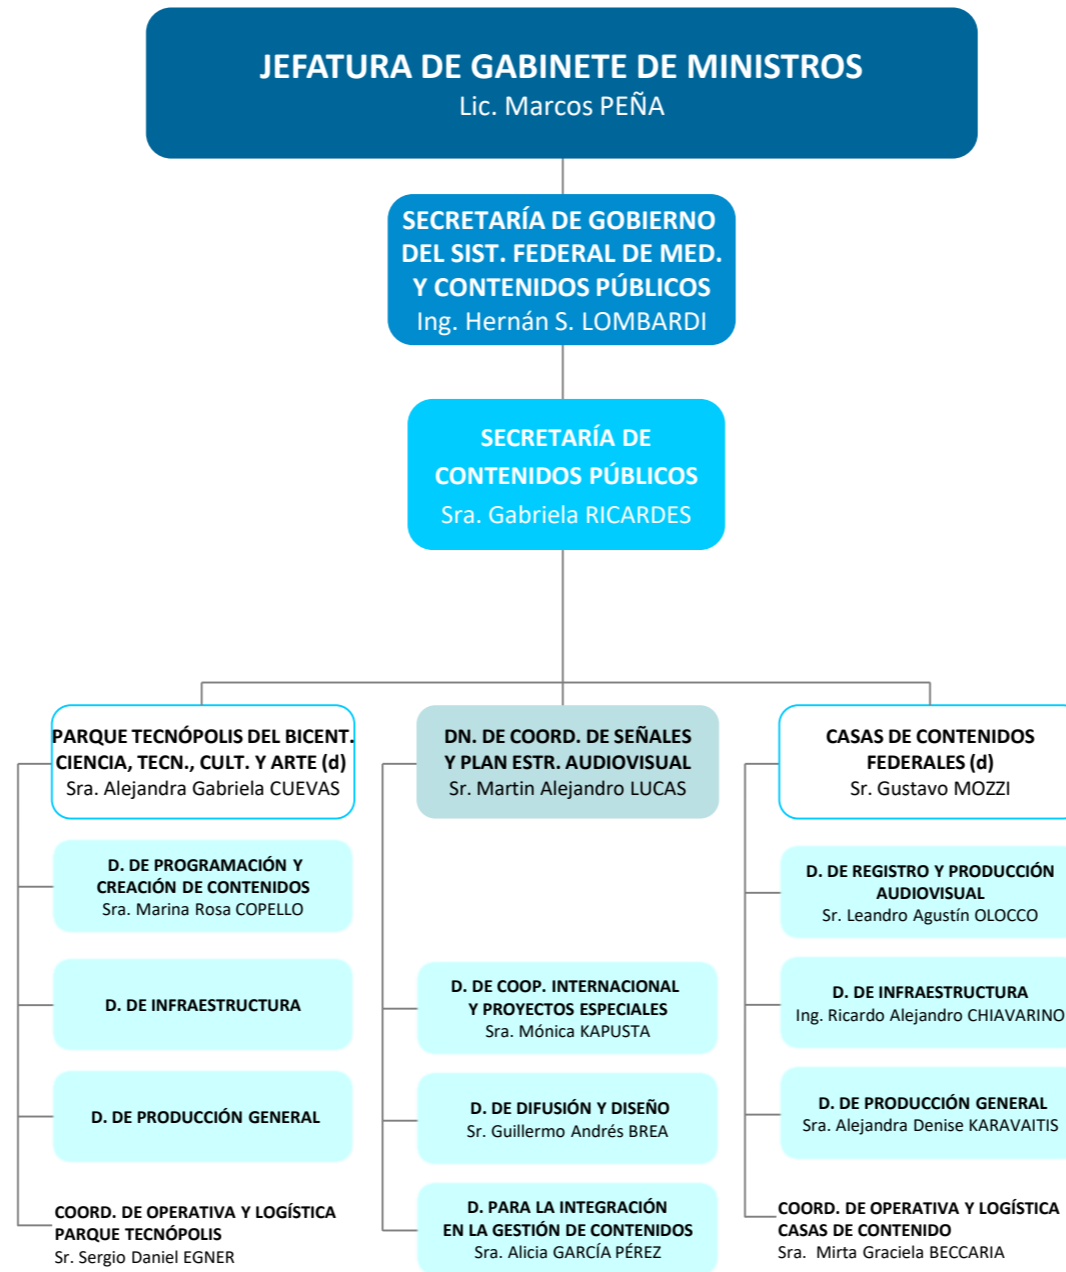 JEFATURA DE GABINETE DE MINISTROS
Lic. Marcos PEÑA
SECRETARÍA DE GOBIERNO
DEL SIST. FEDERAL DE MED.
Y CONTENIDOS PÚBLICOS
Ing. Hernán S. LOMBARDI
SECRETARÍA DE
CONTENIDOS PÚBLICOS
Sra. Gabriela RICARDES
PARQUE TECNÓPOLIS DEL BICENT.
CIENCIA, TECN., CULT. Y ARTE (d)
Sra. Alejandra Gabriela CUEVAS
D. DE PROGRAMACIÓN Y
CREACIÓN DE CONTENIDOS
Sra. Marina Rosa COPELLO
D. DE INFRAESTRUCTURA
D. DE PRODUCCIÓN GENERAL
COORD. DE OPERATIVA Y LOGÍSTICA
PARQUE TECNÓPOLIS
Sr. Sergio Daniel EGNER
DN. DE COORD. DE SEÑALES
Y PLAN ESTR. AUDIOVISUAL
Sr. Martin Alejandro LUCAS
D. DE COOP. INTERNACIONAL
Y PROYECTOS ESPECIALES
Sra. Mónica KAPUSTA
D. DE DIFUSIÓN Y DISEÑO
Sr. Guillermo Andrés BREA
D. PARA LA INTEGRACIÓN
EN LA GESTIÓN DE CONTENIDOS
Sra. Alicia GARCÍA PÉREZ
CASAS DE CONTENIDOS
FEDERALES (d)
Sr. Gustavo MOZZI
D. DE REGISTRO Y PRODUCCIÓN
AUDIOVISUAL
Sr. Leandro Agustín OLOCCO
D. DE INFRAESTRUCTURA
Ing. Ricardo Alejandro CHIAVARINO
D. DE PRODUCCIÓN GENERAL
Sra. Alejandra Denise KARAVAITIS
COORD. DE OPERATIVA Y LOGÍSTICA
CASAS DE CONTENIDO
Sra. Mirta Graciela BECCARIA